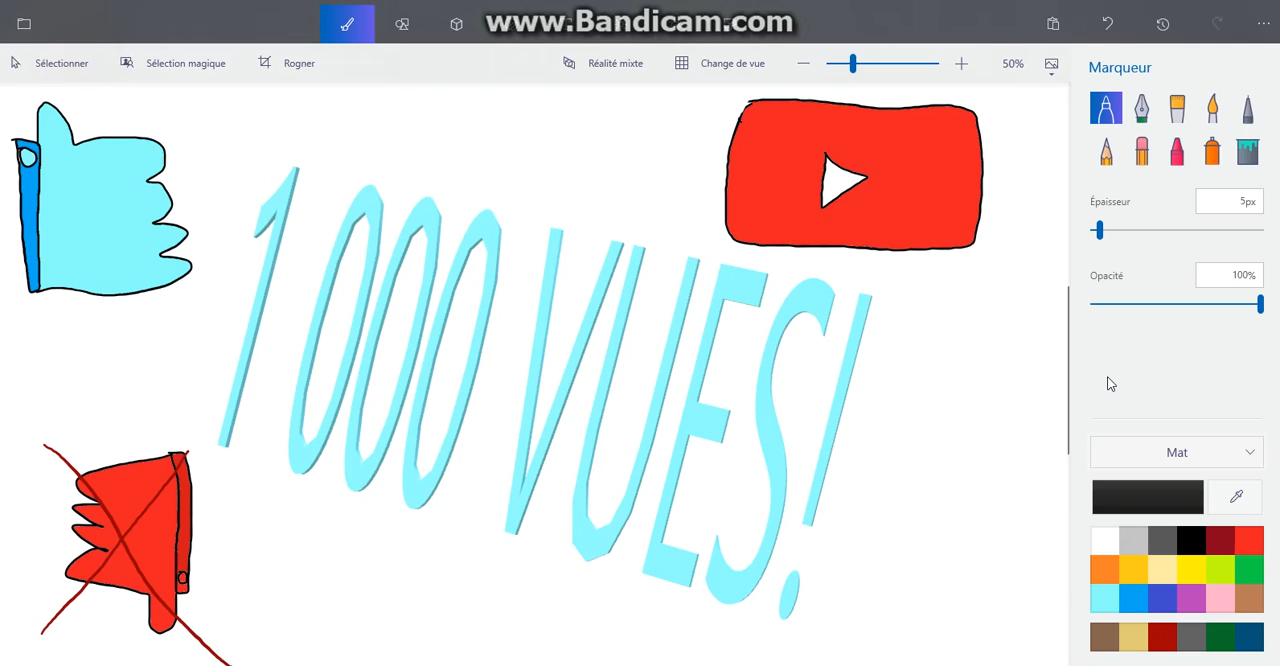 www.Bandicam.com
Sélectionner
Sélection magique
Rogner
Réalité mixte
Change de vue
50%
Marqueur
Épaisseur
5px
Opacité
100%
Mat
1 000 VUES!